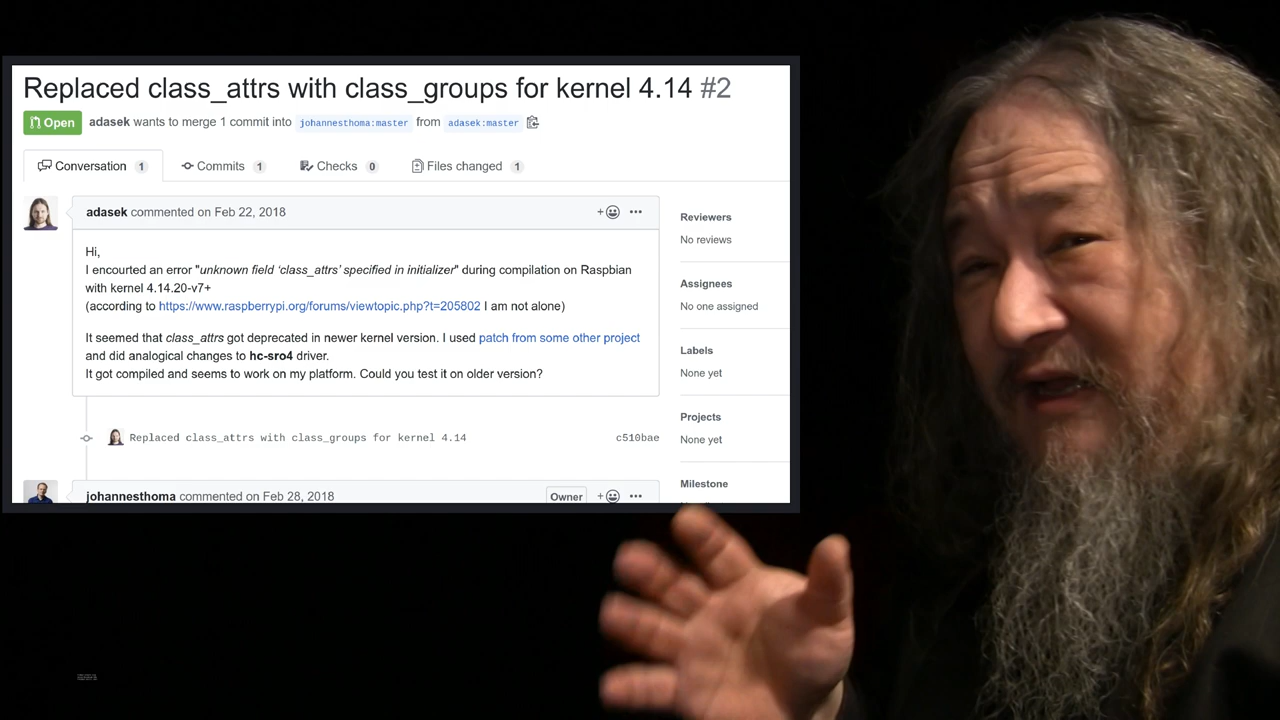 Replaced class_attrs with class_groups for kernel 4.14 #2
Open adasek wants to merge 1 commit into johannesthoma:master from adasek:master
Conversation 1 Commits 1 Checks 0 Files changed 1
adasek commented on Feb 22, 2018
Hi,
I encourted an error "unknown field ‘class_attrs’ specified in initializer" during compilation on Raspbian
with kernel 4.14.20-v7+
(according to https://www.raspberrypi.org/forums/viewtopic.php?t=205802 I am not alone)
It seemed that class_attrs got deprecated in newer kernel version. I used patch from some other project
and did analogical changes to hc-sro4 driver.
It got compiled and seems to work on my platform. Could you test it on older version?
Replaced class_attrs with class_groups for kernel 4.14 c510bae
johannesthoma commented on Feb 28, 2018 Owner
Reviewers
No reviews
Assignees
No one assigned
Labels
None yet
Projects
None yet
Milestone